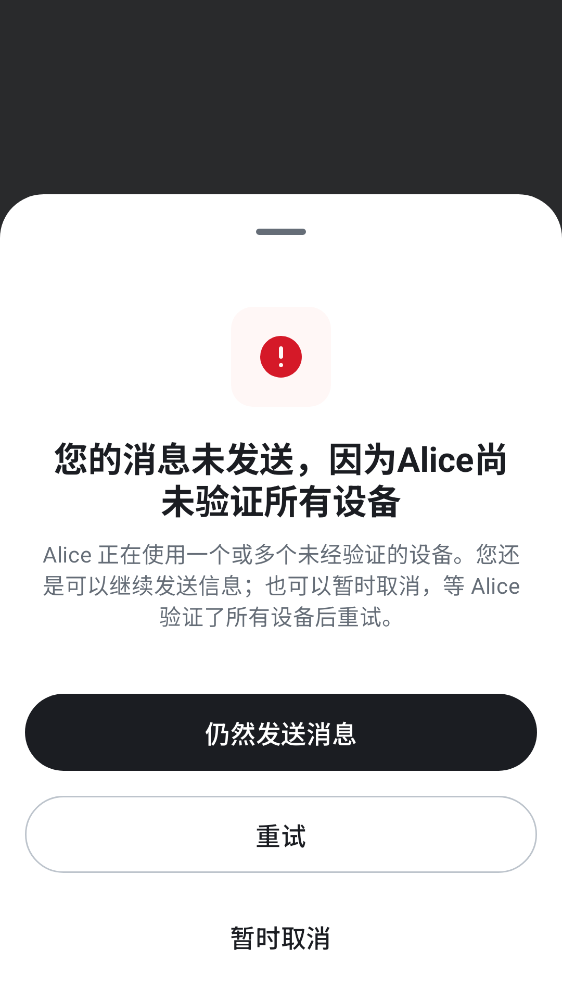 您的消息未发送，因为Alice尚
未验证所有设备
Alice 正在使用一个或多个未经验证的设备。您还
是可以继续发送信息；也可以暂时取消，等 Alice
验证了所有设备后重试。
仍然发送消息
重试
暂时取消